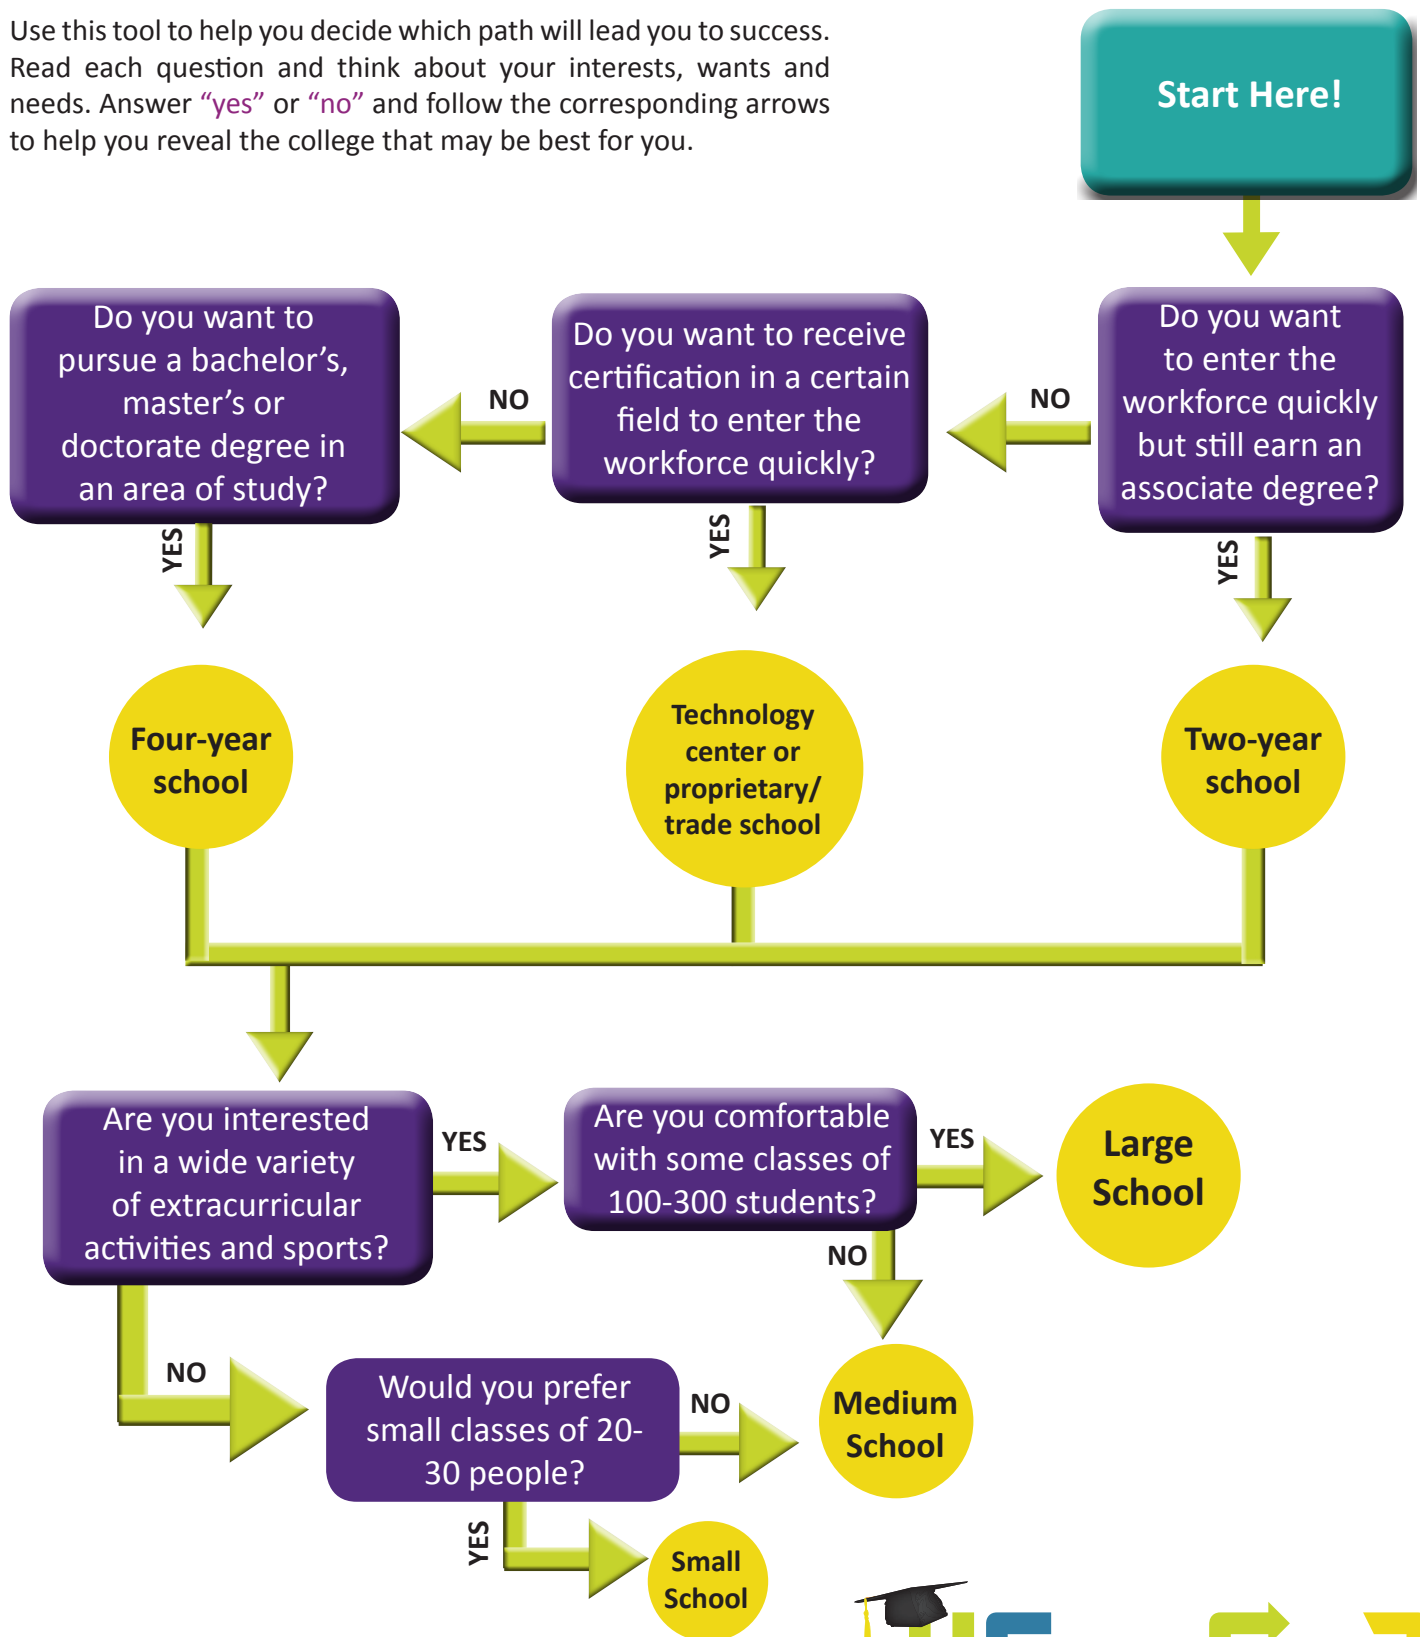 Use this tool to help you decide which path will lead you to success.
Read each question and think about your interests, wants and
needs. Answer “yes” or “no” and follow the corresponding arrows
to help you reveal the college that may be best for you.
Start Here!
Do you want
to enter the
workforce quickly
but still earn an
associate degree?
NO
YES
Do you want to receive
certification in a certain
field to enter the
workforce quickly?
NO
YES
Do you want to
pursue a bachelor’s,
master’s or
doctorate degree in
an area of study?
YES
Four-year
school
Technology
center or
proprietary/
trade school
Two-year
school
Are you interested
in a wide variety
of extracurricular
activities and sports?
YES
Are you comfortable
with some classes of
100-300 students?
YES
Large
School
NO
NO
Would you prefer
small classes of 20-
30 people?
NO
Medium
School
YES
Small
School